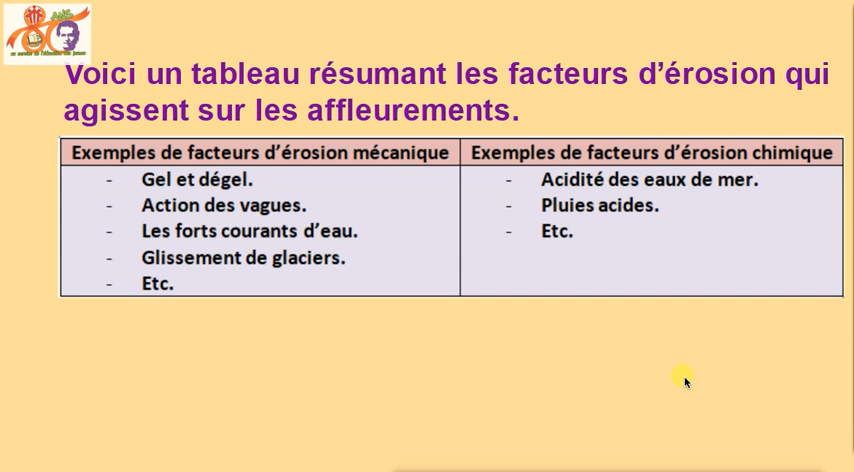 Voici un tableau résumant les facteurs d'érosion qui
agissent sur les affleurements.
Exemples de facteurs d'érosion mécanique
- Gel et dégel.
- Action des vagues.
- Les forts courants d'eau.
- Glissement de glaciers.
- Etc.
Exemples de facteurs d'érosion chimique
- Acidité des eaux de mer.
- Pluies acides.
- Etc.